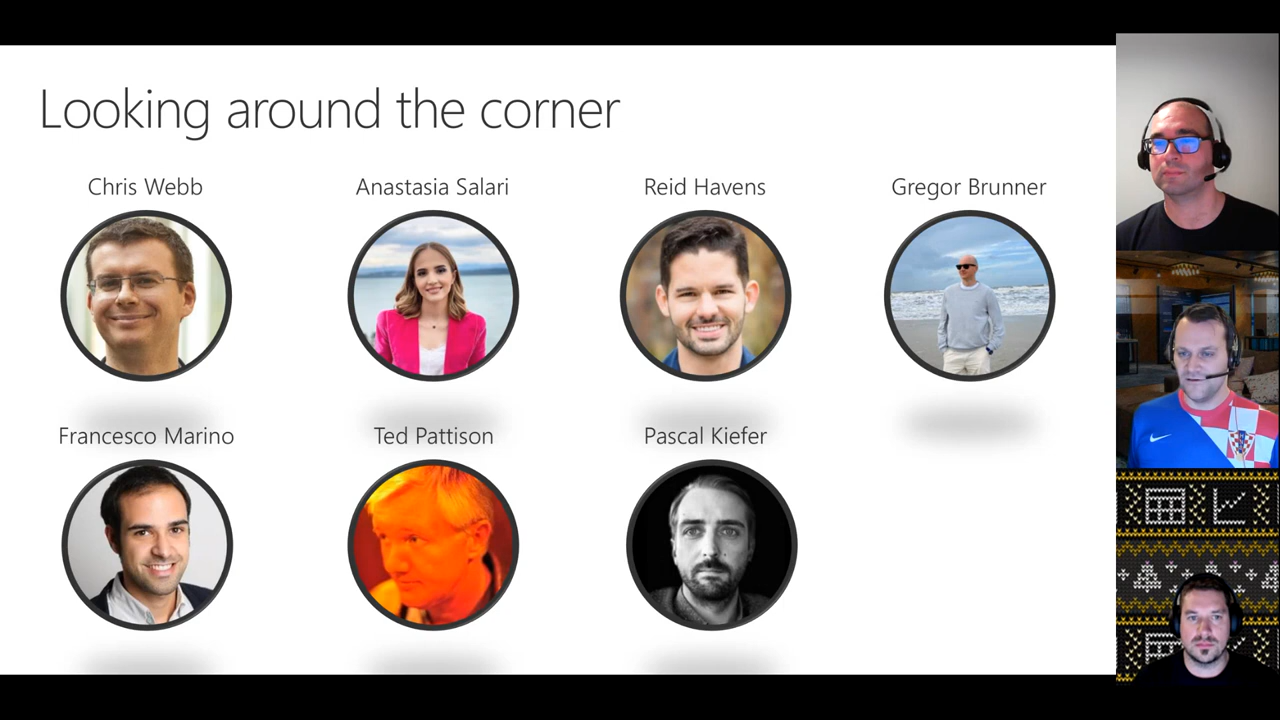 Looking around the corner
Chris Webb
Anastasia Salari
Reid Havens
Gregor Brunner
Francesco Marino
Ted Pattison
Pascal Kiefer